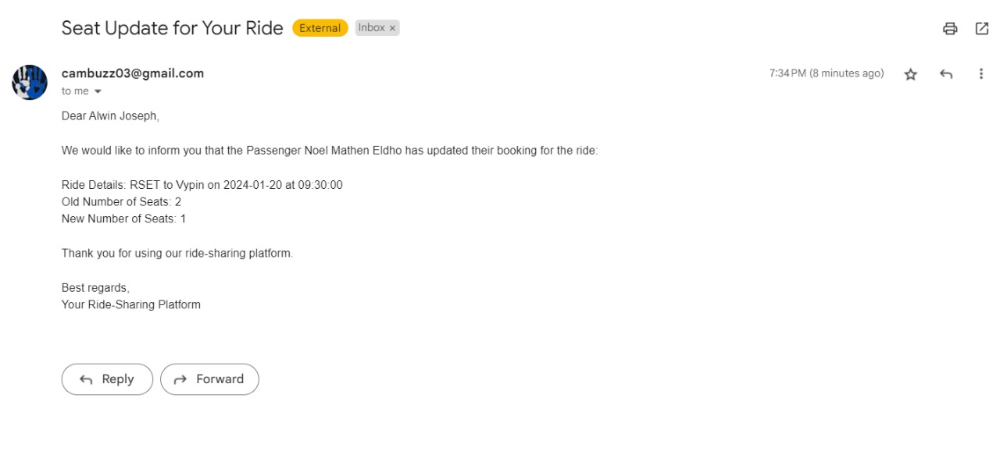 Seat Update for Your Ride External Inbox ×
cambuzz03@gmail.com 7:34 PM (8 minutes ago)
to me
Dear Alwin Joseph,
We would like to inform you that the Passenger Noel Mathen Eldho has updated their booking for the ride:
Ride Details: RSET to Vypin on 2024-01-20 at 09:30:00
Old Number of Seats: 2
New Number of Seats: 1
Thank you for using our ride-sharing platform.
Best regards,
Your Ride-Sharing Platform
Reply Forward